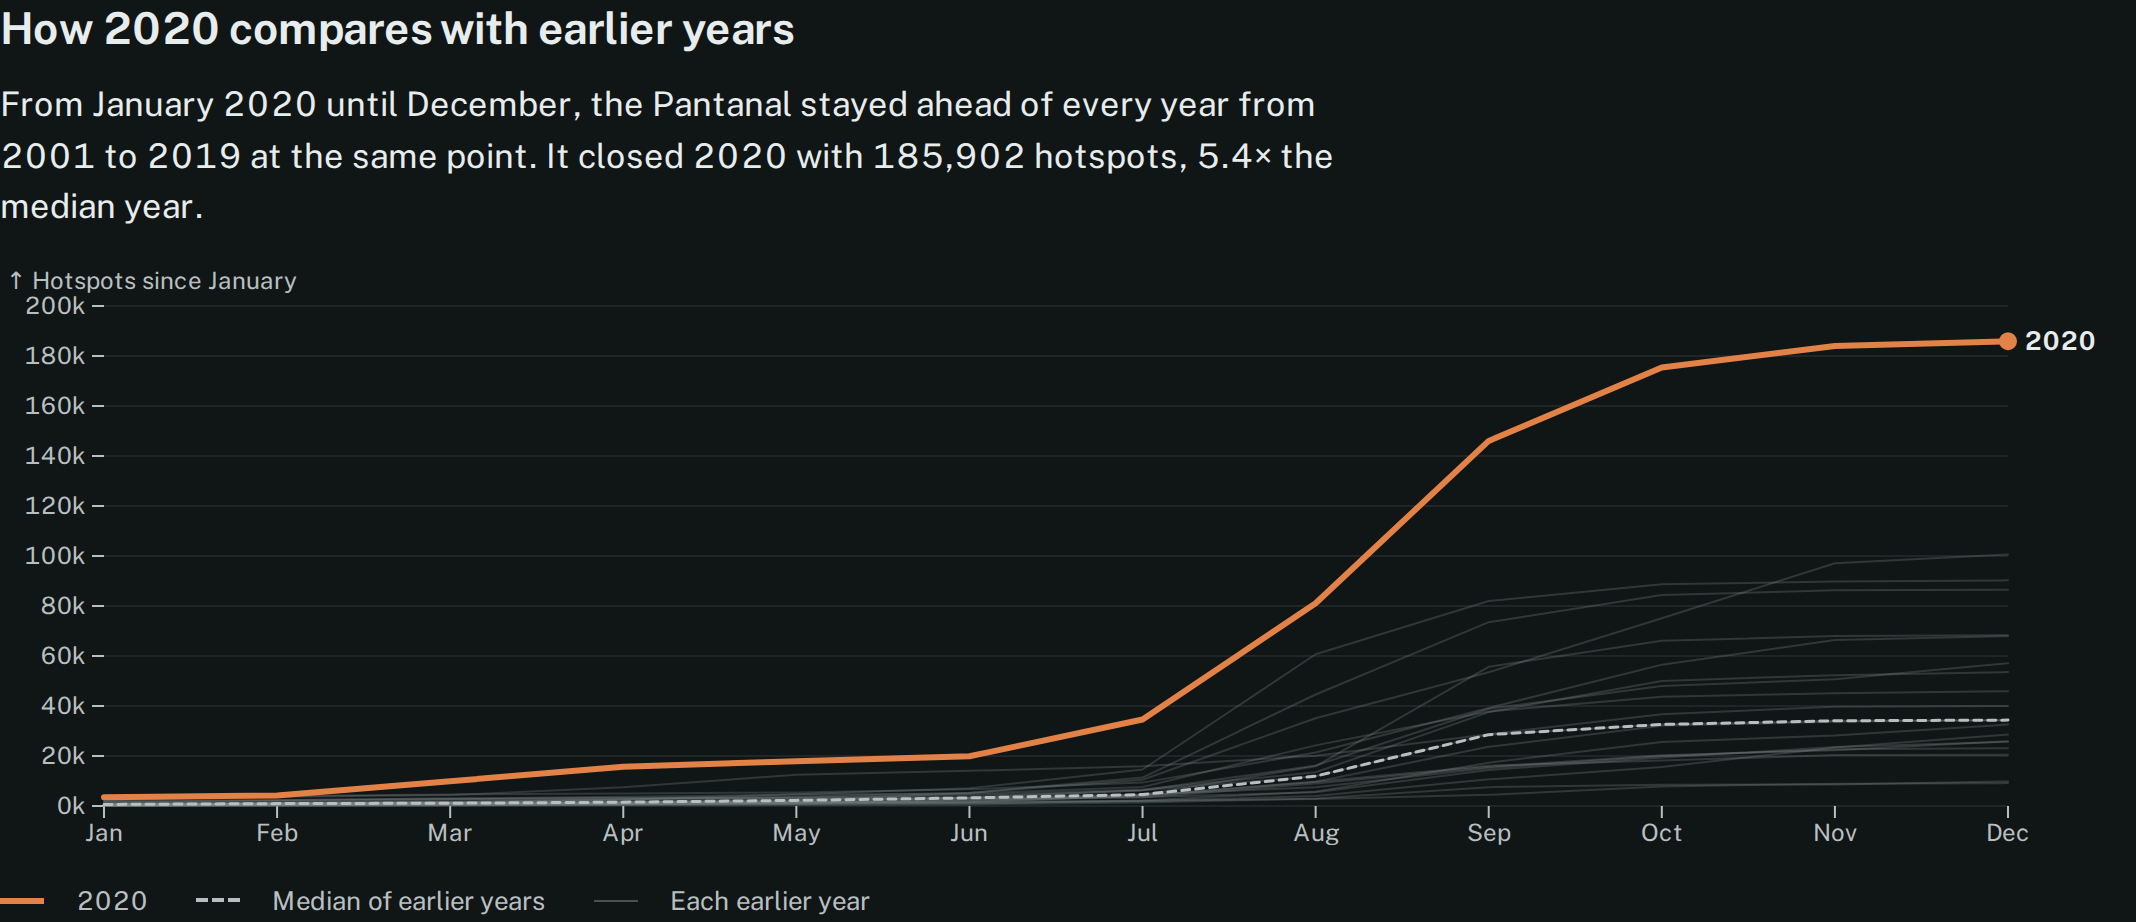 How 2020 compares with earlier years
From January 2020 until December, the Pantanal stayed ahead of every year from
2001 to 2019 at the same point. It closed 2020 with 185,902 hotspots, 5.4× the
median year.
↑ Hotspots since January
200k
180k
160k
140k
120k
100k
80k
60k
40k
20k
0k
2020
Jan Feb Mar Apr May Jun Jul Aug Sep Oct Nov Dec
2020 Median of earlier years Each earlier year